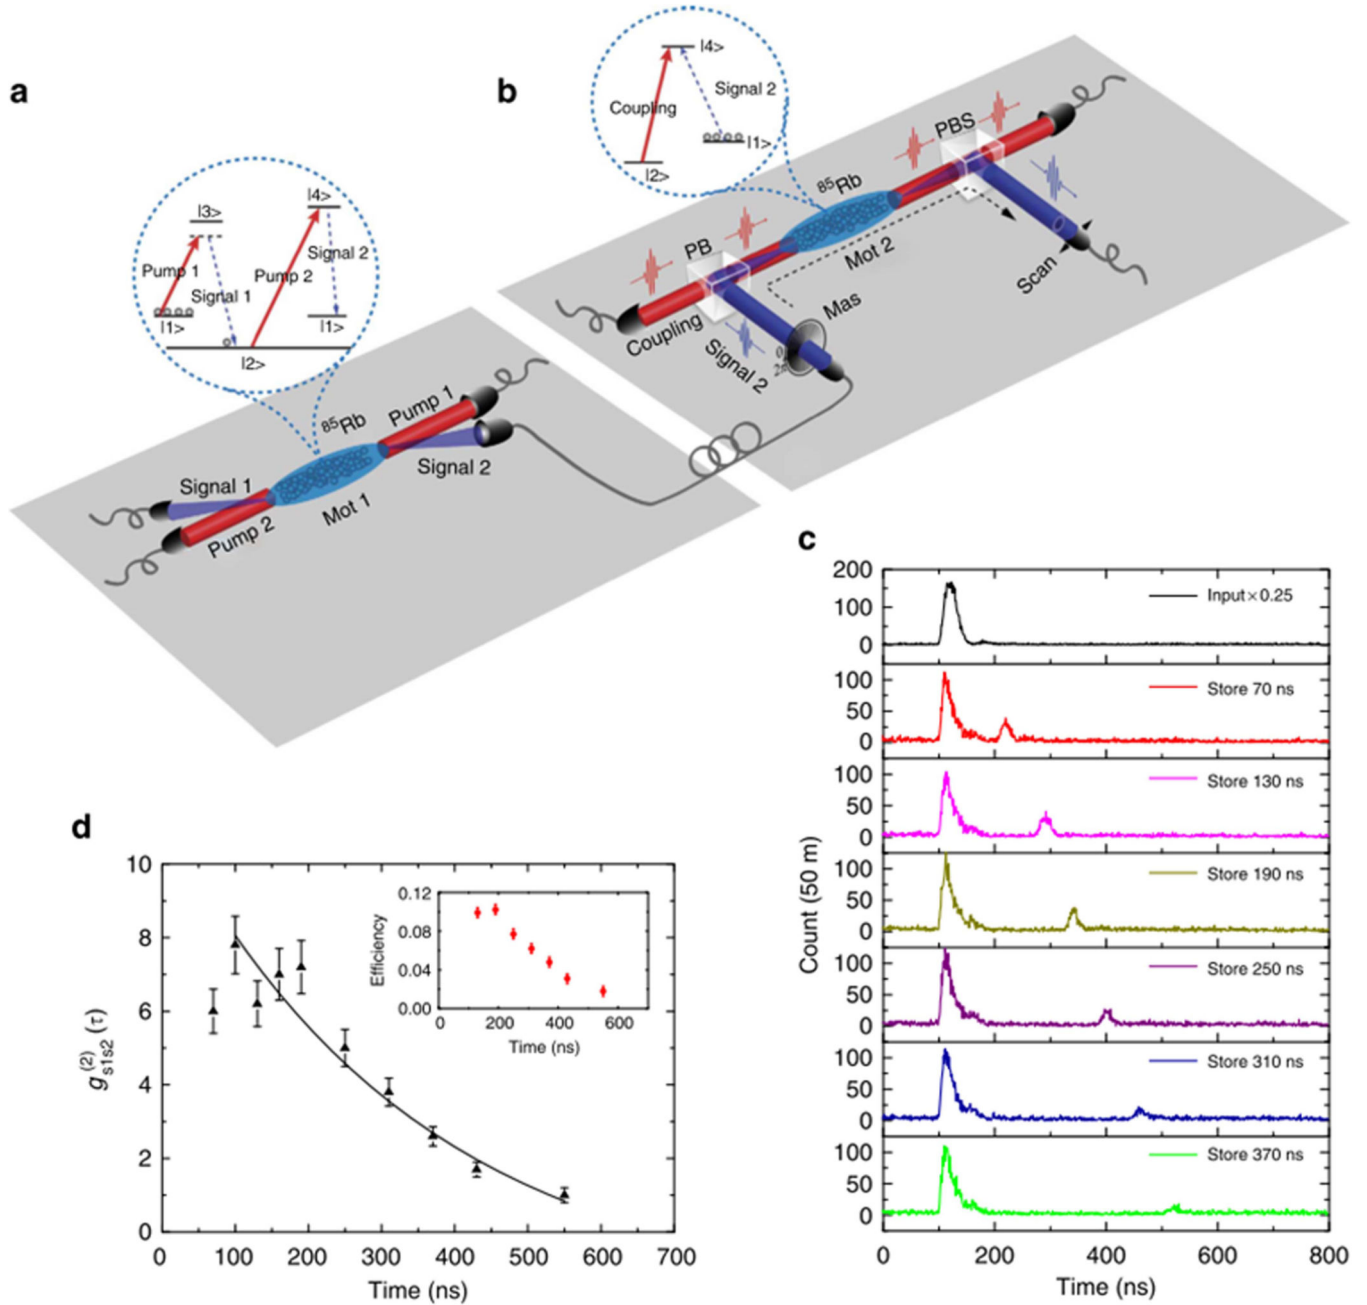 a
b
|4>
Coupling
Signal 2
|1>
|2>
PBS
85Rb
PB
Mot 2
Scan
Mas
Coupling
Signal 2
0
2π
|3>
|4>
Pump 1
Signal 1
Pump 2
Signal 2
|1>
|1>
|2>
85Rb
Pump 1
Signal 2
Signal 1
Mot 1
Pump 2
c
200
100
0
Input×0.25
100
50
0
Store 70 ns
100
50
0
Store 130 ns
100
50
0
Store 190 ns
100
50
0
Store 250 ns
100
50
0
Store 310 ns
100
50
0
Store 370 ns
Count (50 m)
0 200 400 600 800
Time (ns)
d
10
8
6
4
2
0
g(2)s1s2 (τ)
0 100 200 300 400 500 600 700
Time (ns)
0.12
0.08
0.04
0.00
Efficiency
0 200 400 600
Time (ns)